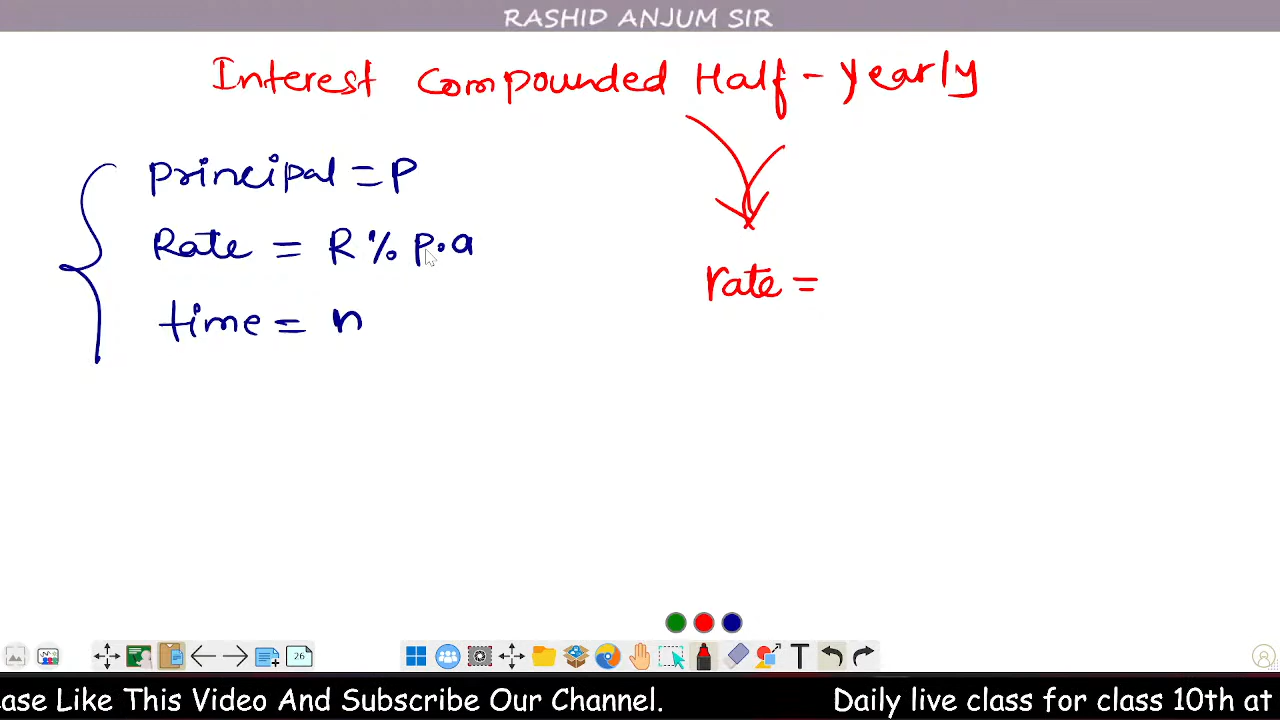 RASHID ANJUM SIR
Interest Compounded Half-yearly
principal = P
Rate = R % p.a
time = n
rate =
26
ase Like This Video And Subscribe Our Channel.
Daily live class for class 10th at